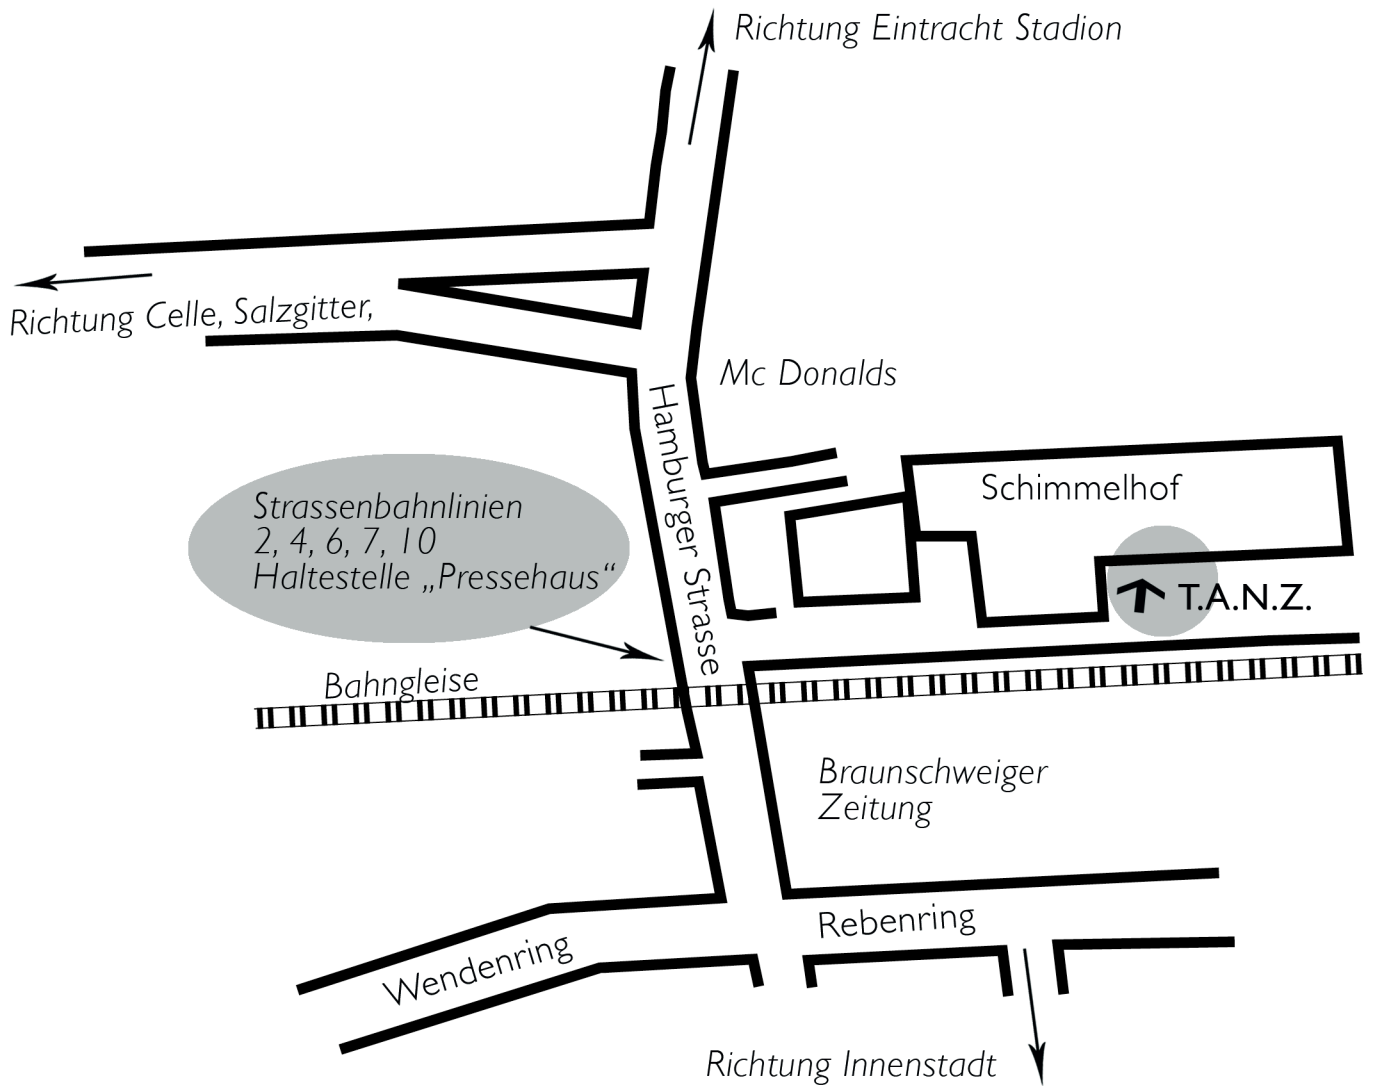 Richtung Eintracht Stadion
Richtung Celle, Salzgitter,
Mc Donalds
Hamburger Strasse
Schimmelhof
Strassenbahnlinien
2, 4, 6, 7, 10
Haltestelle „Pressehaus“
T.A.N.Z.
Bahngleise
Braunschweiger
Zeitung
Rebenring
Wendenring
Richtung Innenstadt